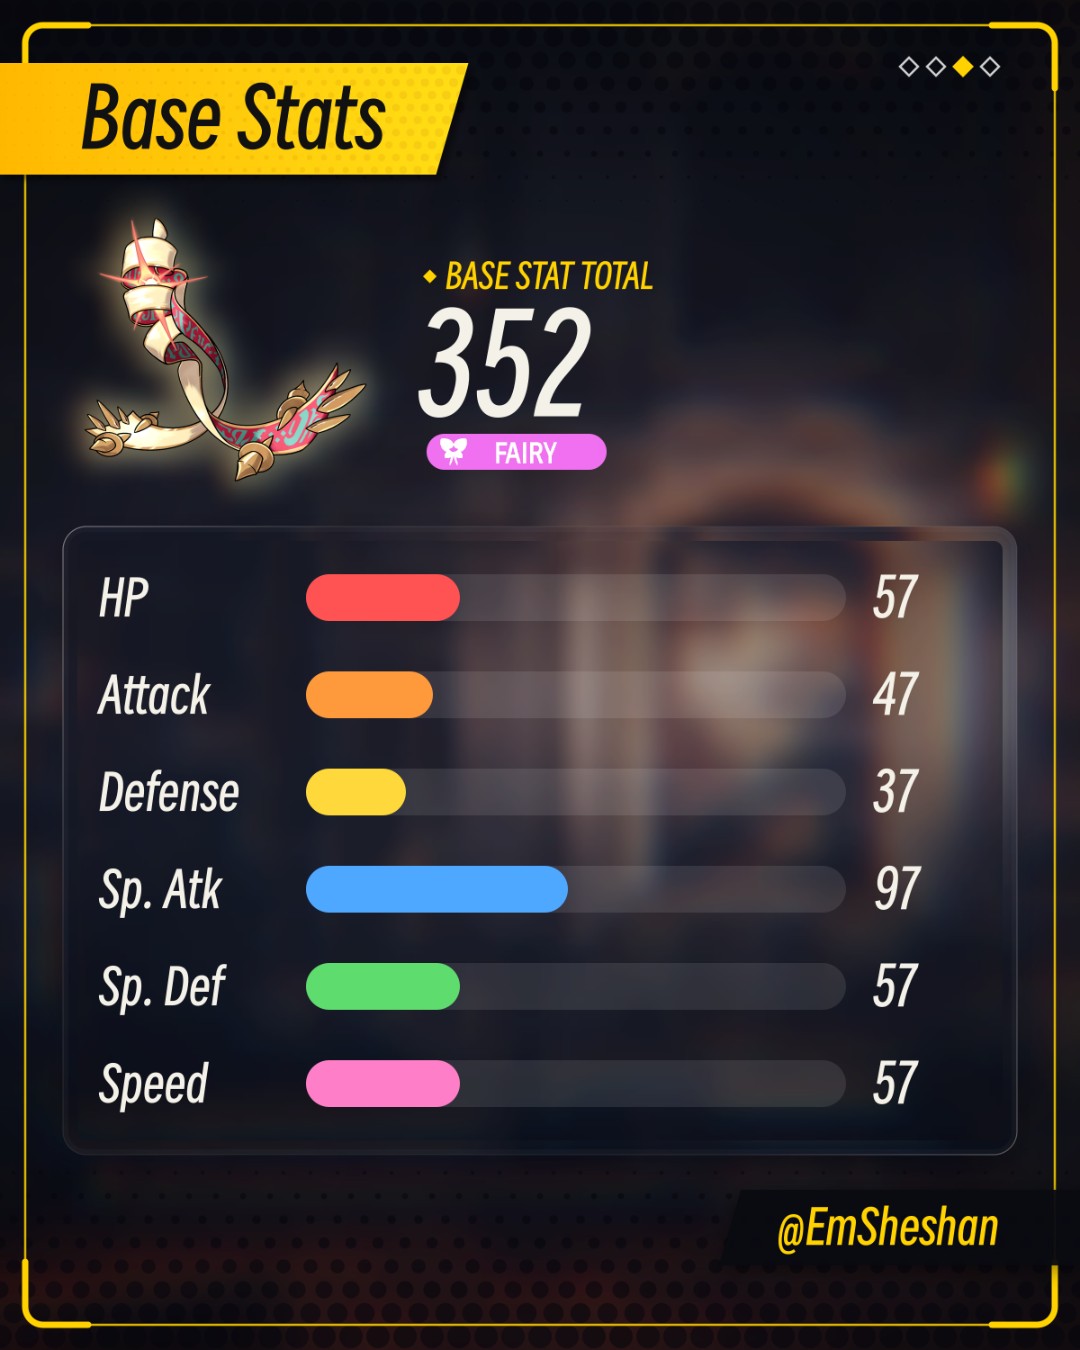 Base Stats
BASE STAT TOTAL
352
FAIRY
HP 57
Attack 47
Defense 37
Sp. Atk 97
Sp. Def 57
Speed 57
@EmSheshan